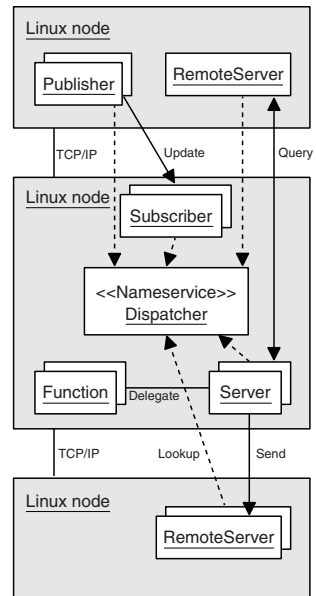 Linux node
Publisher
RemoteServer
TCP/IP
Update
Query
Linux node
Subscriber
<<Nameservice>>
Dispatcher
Function
Delegate
Server
TCP/IP
Lookup
Send
Linux node
RemoteServer